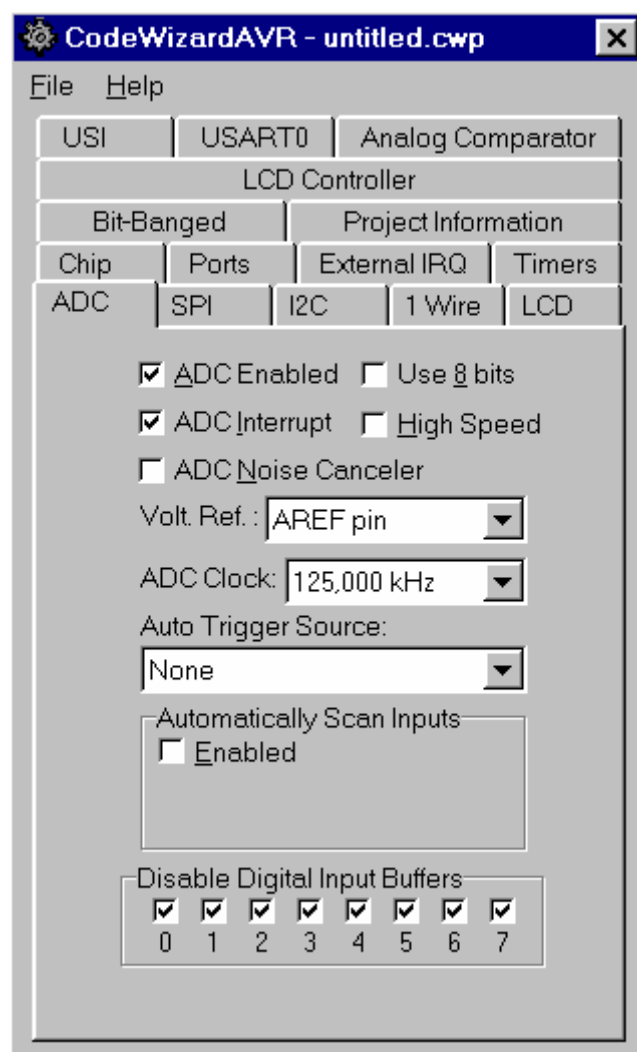 CodeWizardAVR - untitled.cwp
File Help
USI USART0 Analog Comparator
LCD Controller
Bit-Banged Project Information
Chip Ports External IRQ Timers
ADC SPI I2C 1 Wire LCD
ADC Enabled Use 8 bits
ADC Interrupt High Speed
ADC Noise Canceler
Volt. Ref. : AREF pin
ADC Clock: 125,000 kHz
Auto Trigger Source:
None
Automatically Scan Inputs
Enabled
Disable Digital Input Buffers
0 1 2 3 4 5 6 7